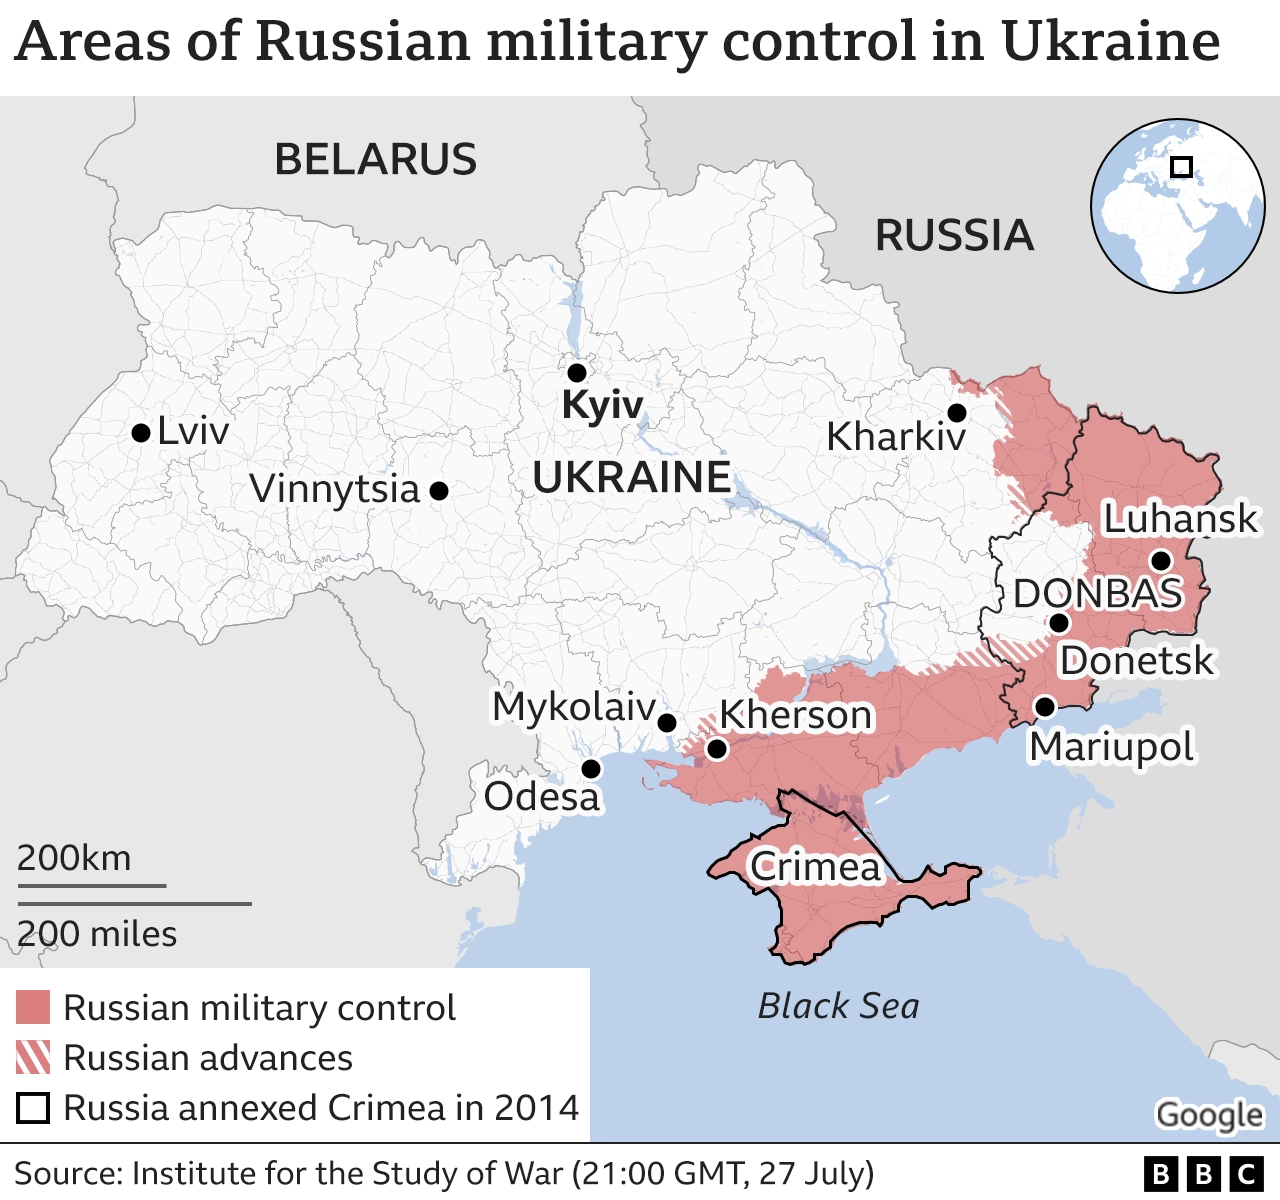 Areas of Russian military control in Ukraine
BELARUS
RUSSIA
Kyiv
Lviv
Kharkiv
Vinnytsia
UKRAINE
Luhansk
DONBAS
Donetsk
Mykolaiv
Kherson
Mariupol
Odesa
Crimea
200km
200 miles
Black Sea
Russian military control
Russian advances
Russia annexed Crimea in 2014
Google
Source: Institute for the Study of War (21:00 GMT, 27 July)
BBC